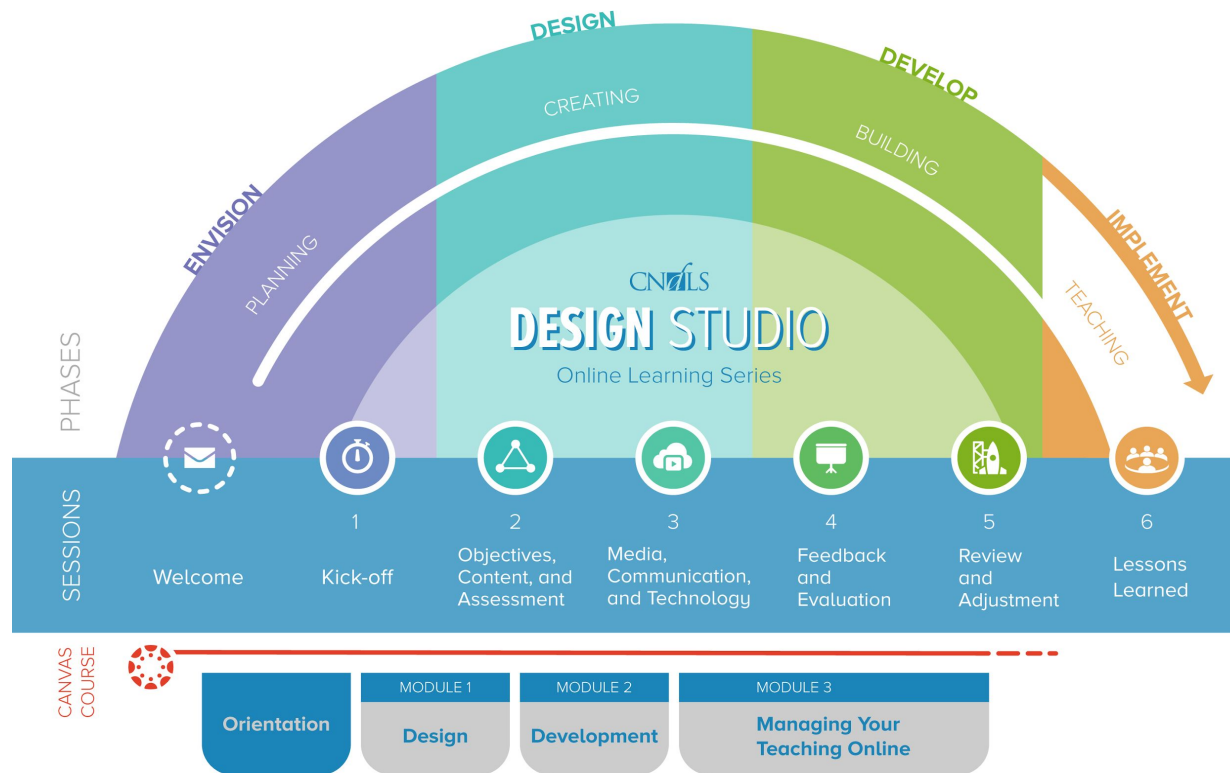 DESIGN
DEVELOP
CREATING
BUILDING
ENVISION
PLANNING
IMPLEMENT
TEACHING
CNDLS
DESIGN STUDIO
Online Learning Series
PHASES
SESSIONS
Welcome
1
Kick-off
2
Objectives,
Content, and
Assessment
3
Media,
Communication,
and Technology
4
Feedback
and
Evaluation
5
Review
and
Adjustment
6
Lessons
Learned
CANVAS
COURSE
Orientation
MODULE 1
Design
MODULE 2
Development
MODULE 3
Managing Your
Teaching Online